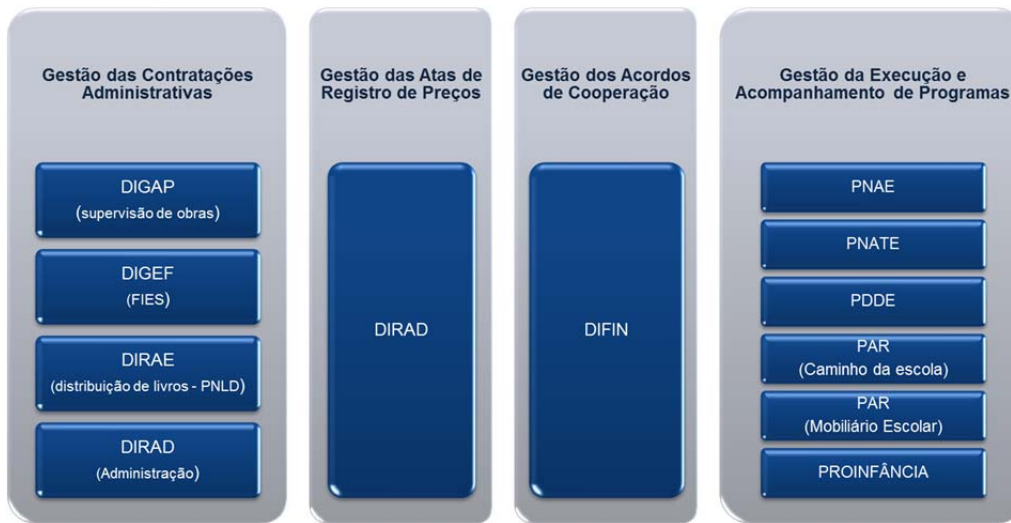 Gestão das Contratações
Administrativas
DIGAP
(supervisão de obras)
DIGEF
(FIES)
DIRAE
(distribuição de livros - PNLD)
DIRAD
(Administração)
Gestão das Atas de
Registro de Preços
DIRAD
Gestão dos Acordos
de Cooperação
DIFIN
Gestão da Execução e
Acompanhamento de Programas
PNAE
PNATE
PDDE
PAR
(Caminho da escola)
PAR
(Mobiliário Escolar)
PROINFÂNCIA